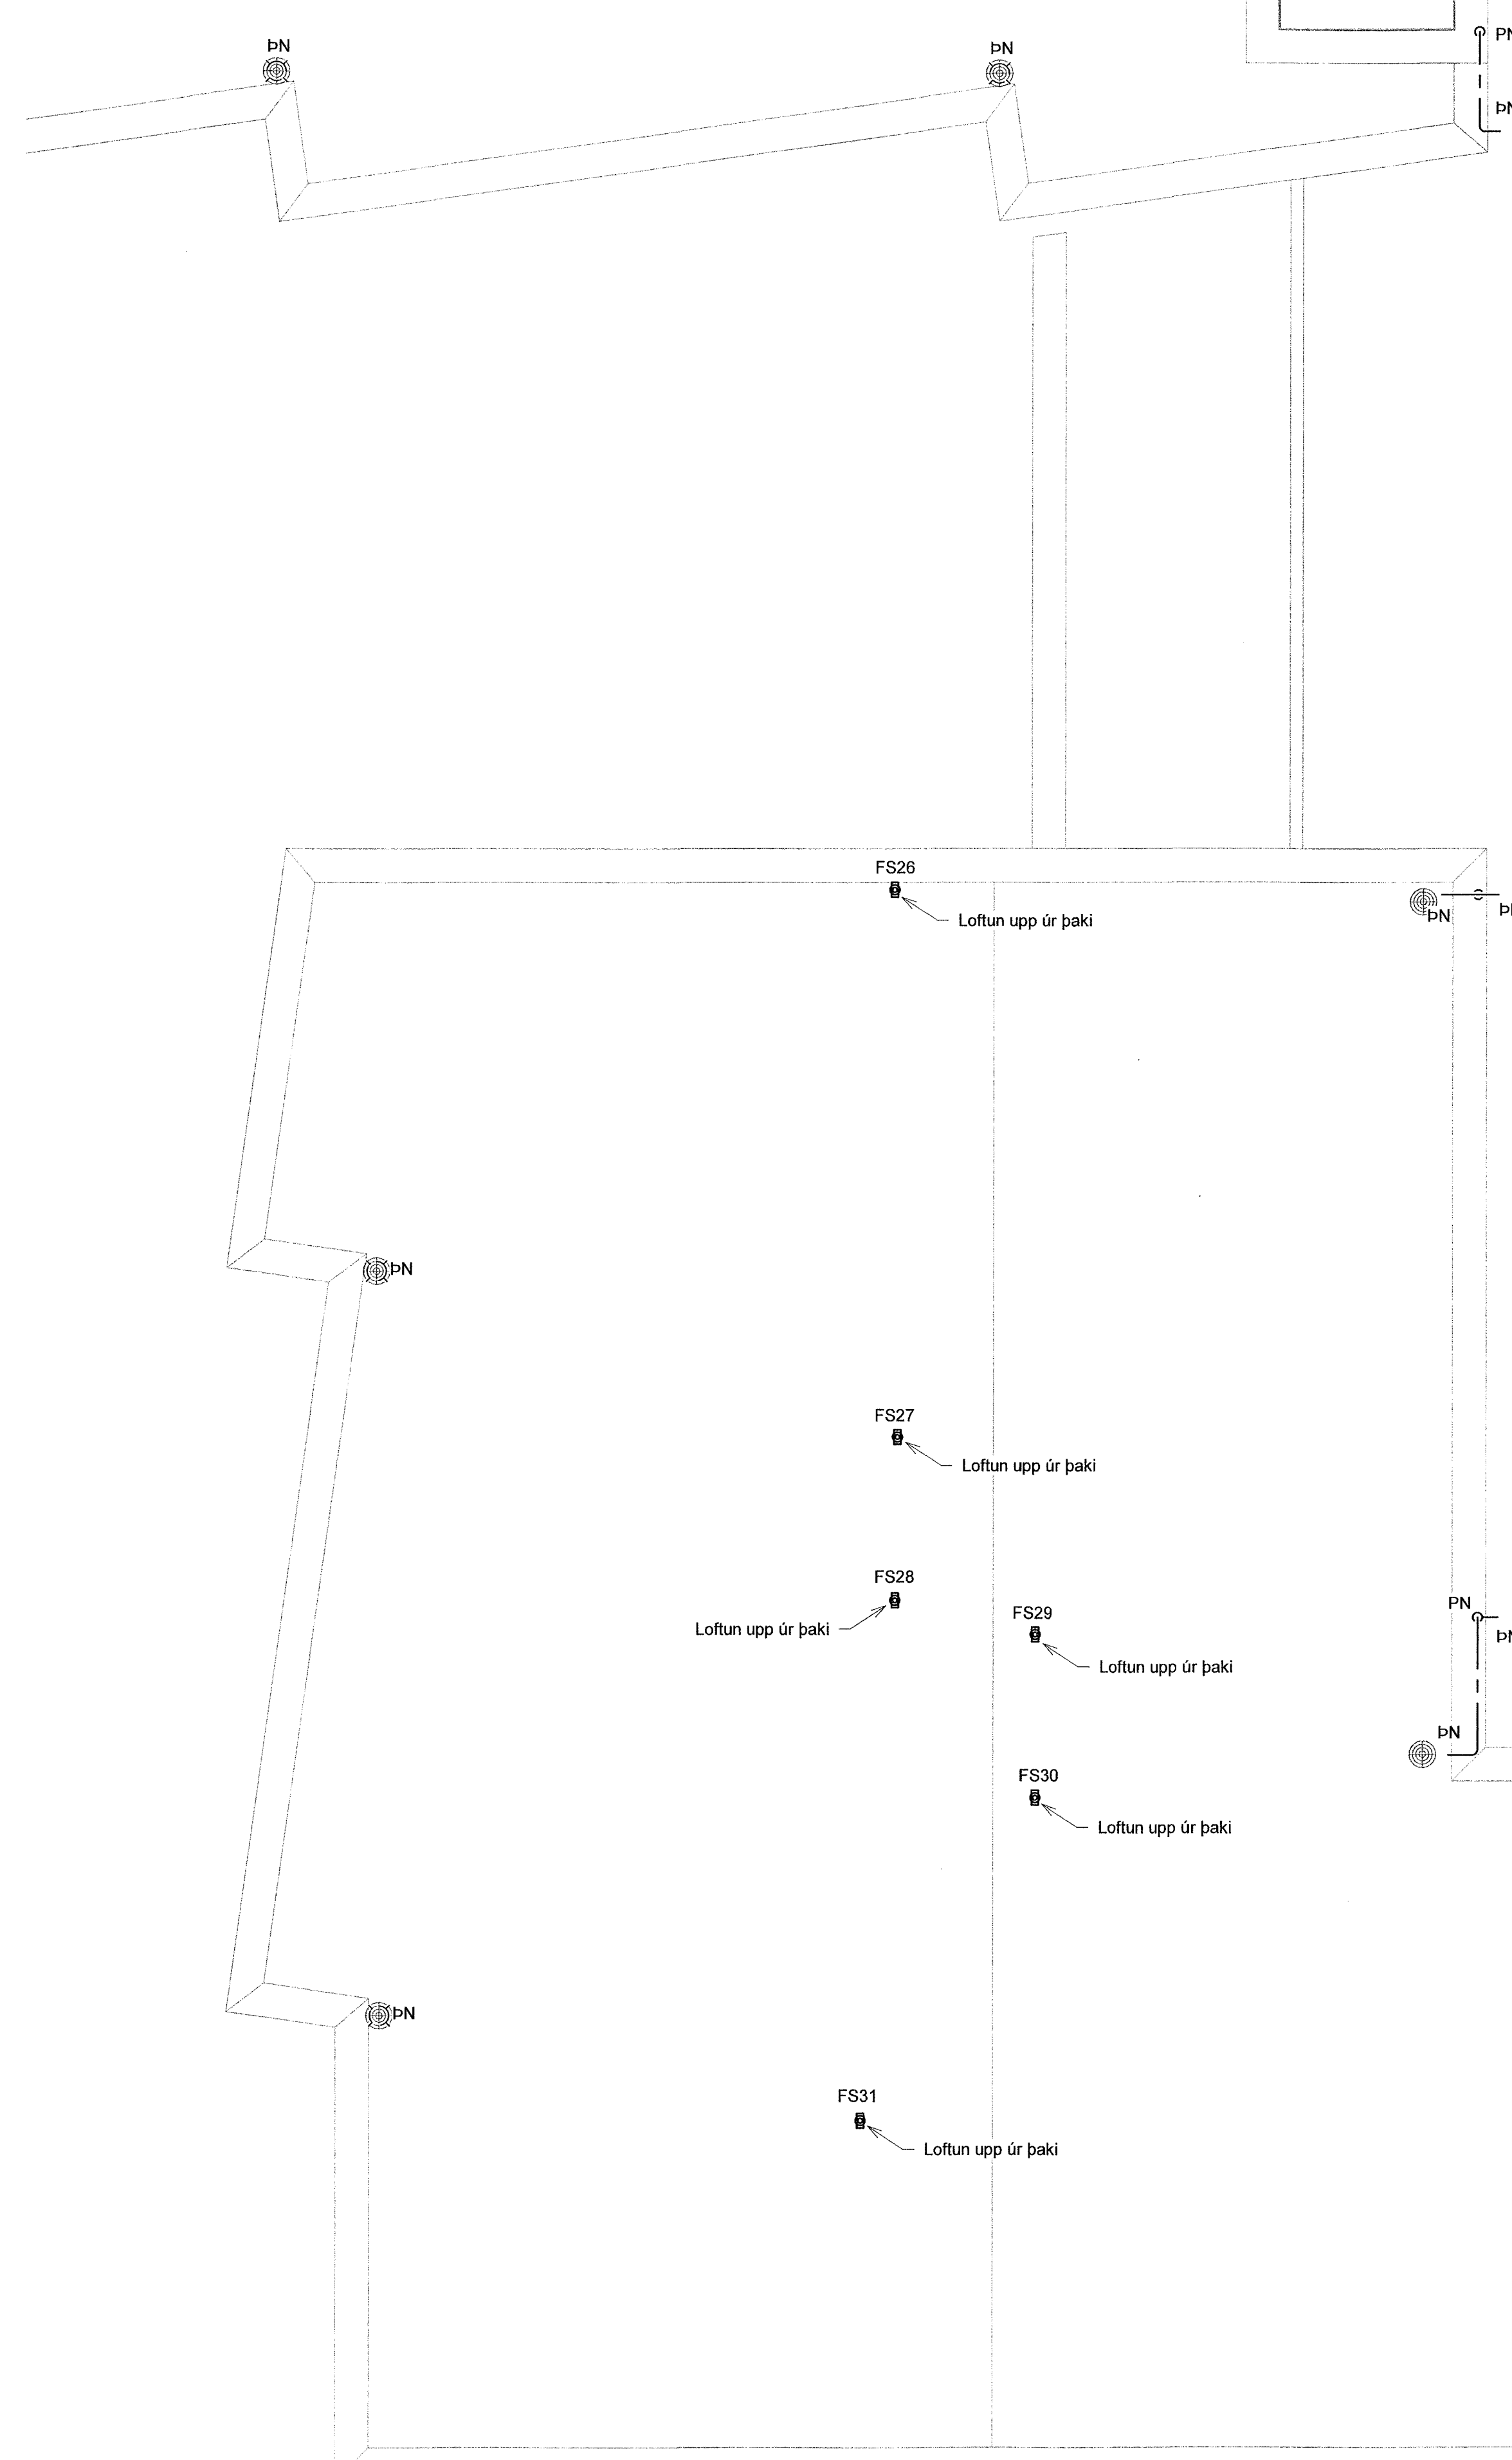 ÞN
ÞN
ÞN
FS26
Loftun upp úr þaki
ÞN
ÞN
FS27
Loftun upp úr þaki
FS28
Loftun upp úr þaki
FS29
Loftun upp úr þaki
PN
ÞN
FS30
Loftun upp úr þaki
ÞN
FS31
Loftun upp úr þaki